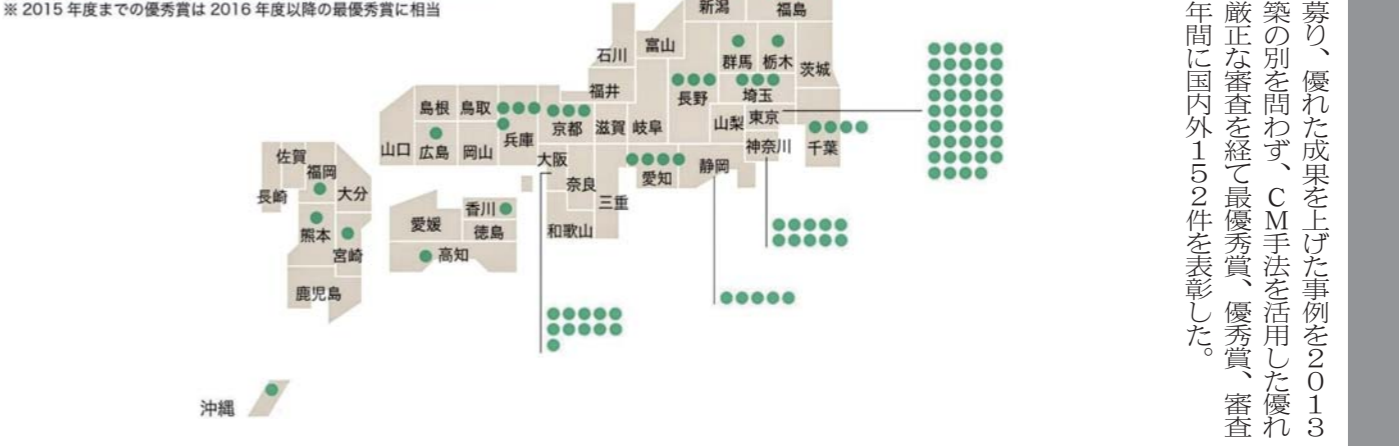 ※ 2015 年度までの優秀賞は 2016 年度以降の最優秀賞に相当
新潟
福島
石川
富山
群馬
栃木
茨城
福井
長野
埼玉
島根
鳥取
兵庫
京都
滋賀
岐阜
山梨
東京
山口
広島
岡山
大阪
神奈川
千葉
佐賀
福岡
長崎
大分
奈良
愛知
静岡
三重
香川
愛媛
徳島
和歌山
熊本
宮崎
高知
鹿児島
沖縄
募り、優れた成果を上げた事例を2013
築の別を問わず、CM手法を活用した優れ
厳正な審査を経て最優秀賞、優秀賞、審査
年間に国内外152件を表彰した。